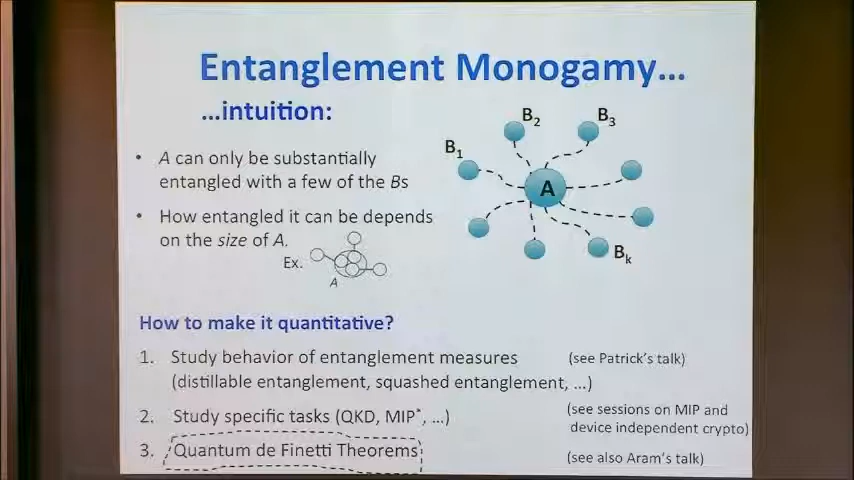 Entanglement Monogamy...
...intuition:
• A can only be substantially
entangled with a few of the Bs
• How entangled it can be depends
on the size of A.
Ex.
A
B1
B2
B3
A
Bk
How to make it quantitative?
1. Study behavior of entanglement measures (see Patrick's talk)
(distillable entanglement, squashed entanglement, ...)
2. Study specific tasks (QKD, MIP*, ...) (see sessions on MIP and
device independent crypto)
3. Quantum de Finetti Theorems (see also Aram's talk)